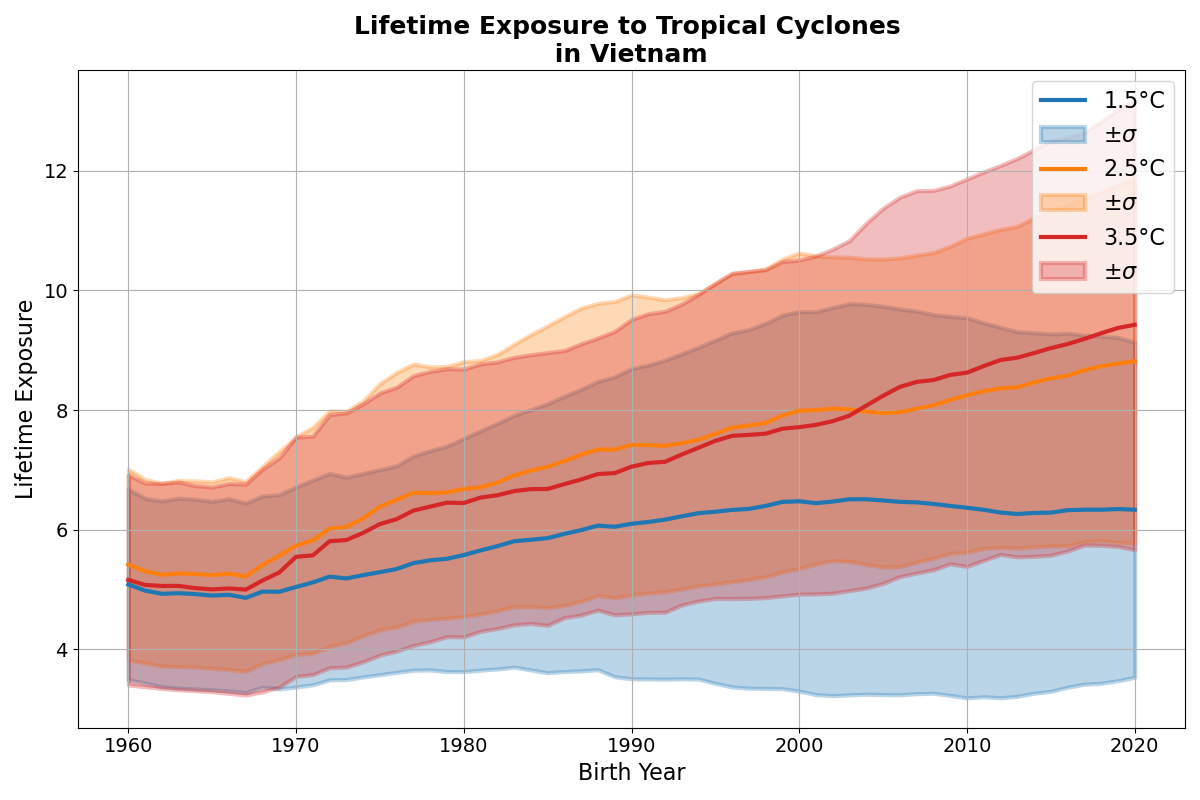 Lifetime Exposure to Tropical Cyclones
in Vietnam
1.5°C
±σ
2.5°C
±σ
3.5°C
±σ
Lifetime Exposure
12
10
8
6
4
1960 1970 1980 1990 2000 2010 2020
Birth Year